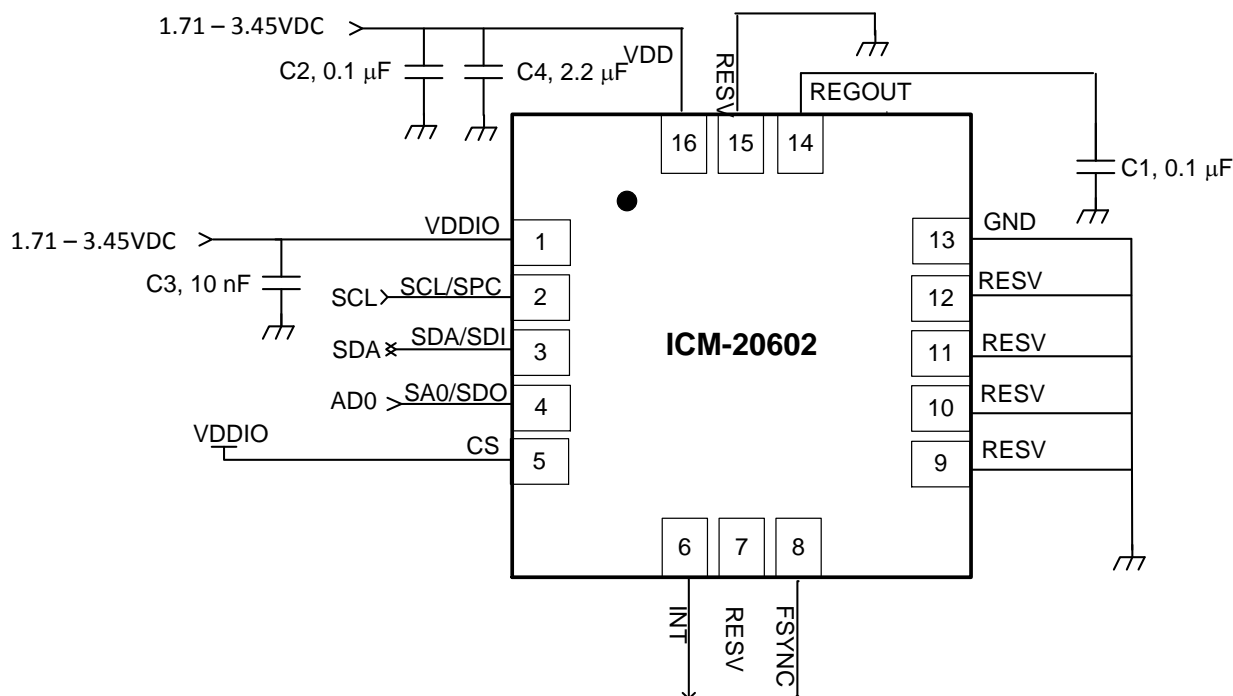 1.71 – 3.45VDC
C2, 0.1 μF
C4, 2.2 μF
VDD
RESV
REGOUT
C1, 0.1 μF
16
15
14
1.71 – 3.45VDC
C3, 10 nF
VDDIO
1
SCL
SCL/SPC
2
SDA
SDA/SDI
3
AD0
SA0/SDO
4
VDDIO
CS
5
ICM-20602
13
GND
12
RESV
11
RESV
10
RESV
9
RESV
6
7
8
INT
RESV
FSYNC